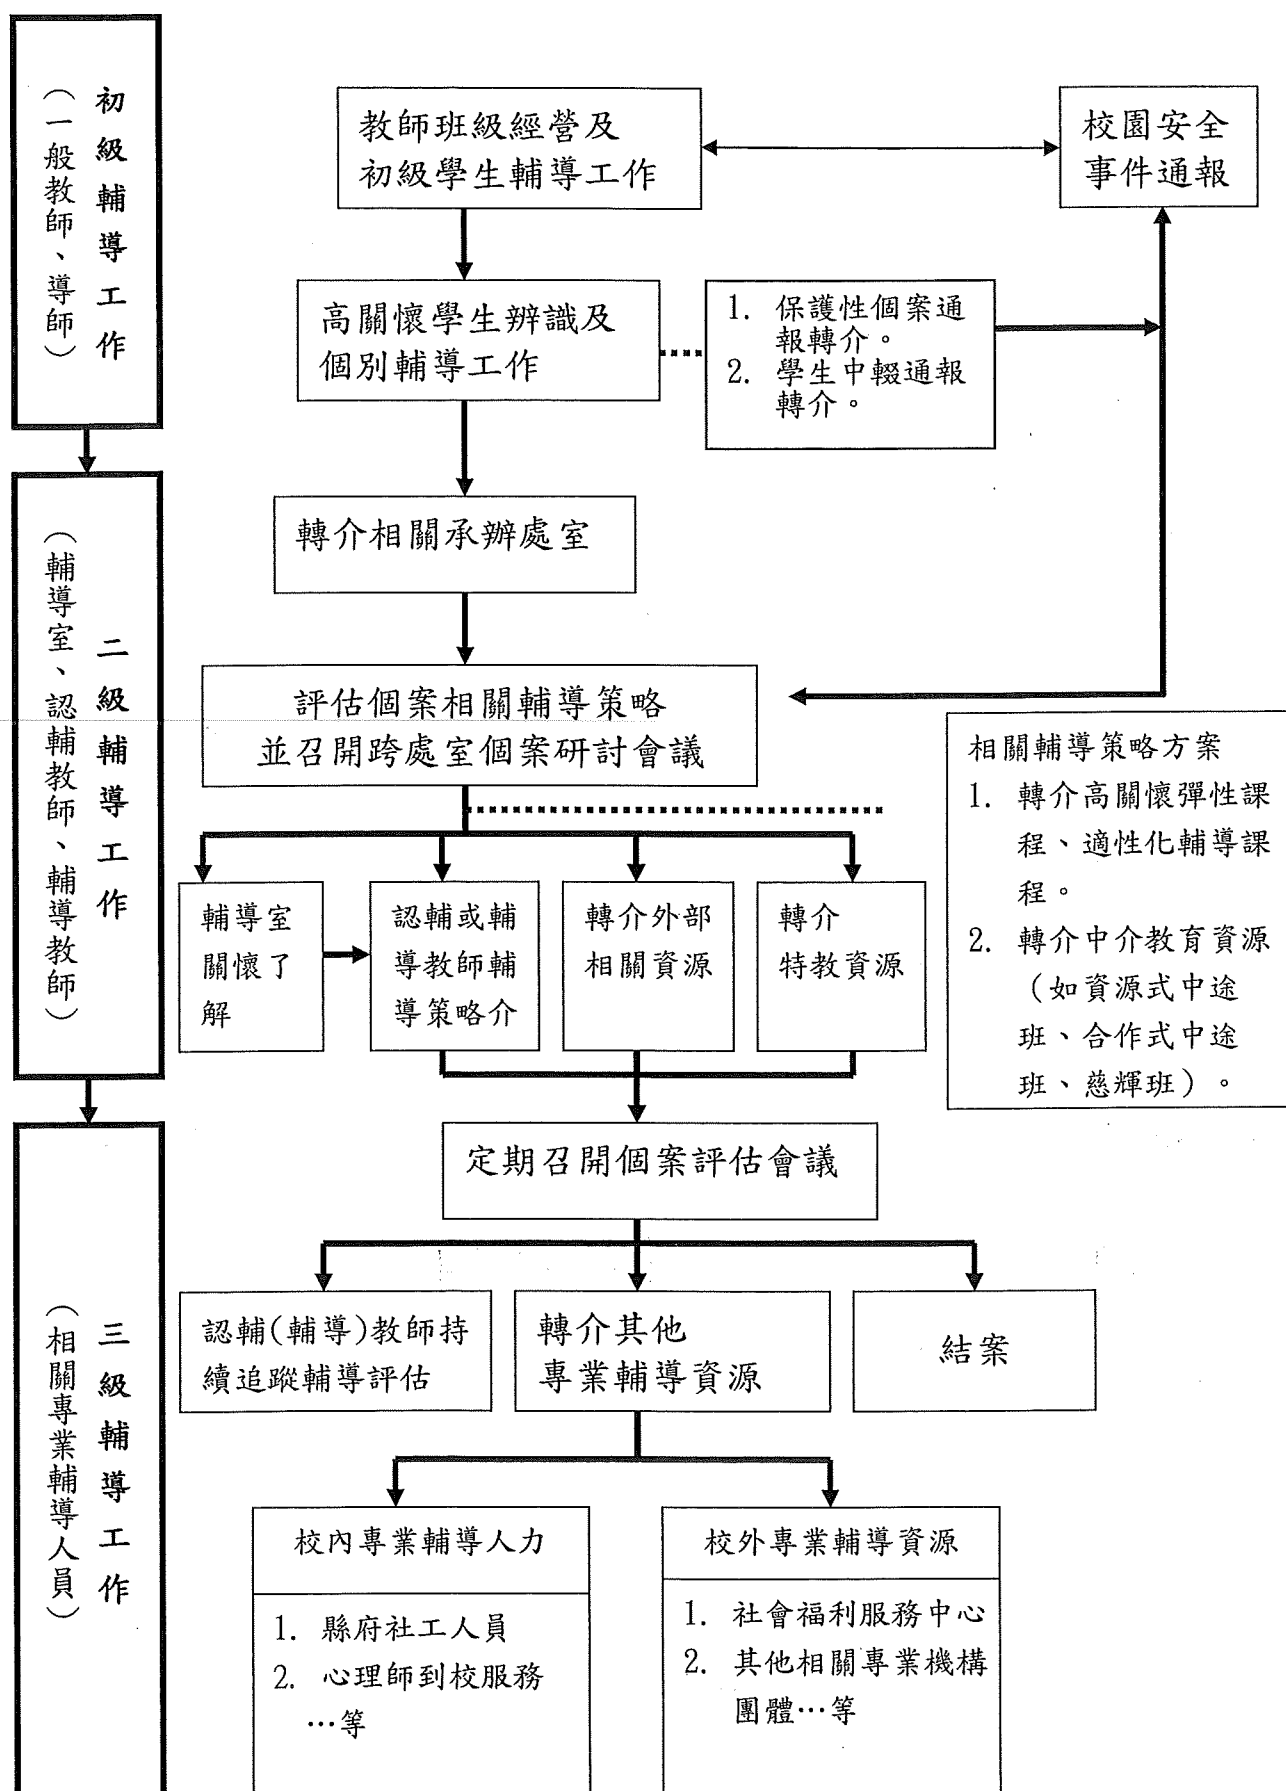 初級輔導工作
（一般教師、導師）
教師班級經營及
初級學生輔導工作
校園安全
事件通報
高關懷學生辨識及
個別輔導工作
1. 保護性個案通
報轉介。
2. 學生中輟通報
轉介。
二級輔導工作
（輔導室、認輔教師、輔導教師）
轉介相關承辦處室
評估個案相關輔導策略
並召開跨處室個案研討會議
相關輔導策略方案
1. 轉介高關懷彈性課
程、適性化輔導課
程。
2. 轉介中介教育資源
（如資源式中途
班、合作式中途
班、慈輝班）。
輔導室
關懷了
解
認輔或輔
導教師輔
導策略介
轉介外部
相關資源
轉介
特教資源
三級輔導工作
（相關專業輔導人員）
定期召開個案評估會議
認輔(輔導)教師持
續追蹤輔導評估
轉介其他
專業輔導資源
結案
校內專業輔導人力
1. 縣府社工人員
2. 心理師到校服務
…等
校外專業輔導資源
1. 社會福利服務中心
2. 其他相關專業機構
團體…等